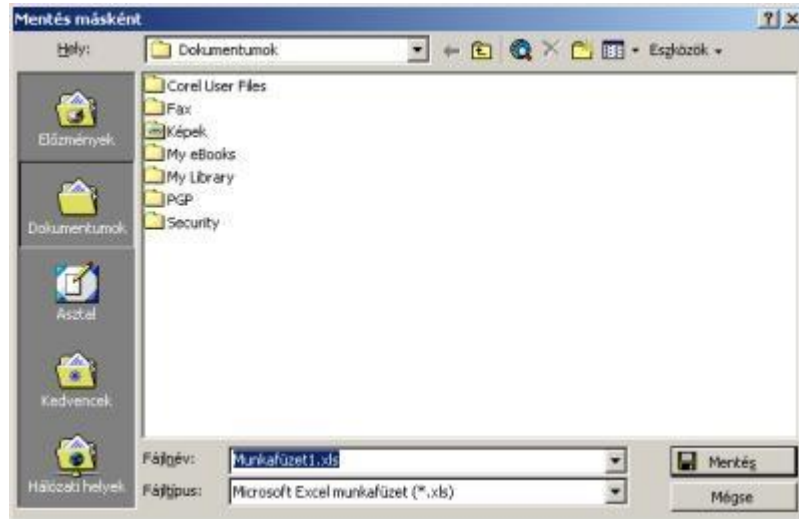 Mentés másként
Hely: Dokumentumok Eszközök
Corel User Files
Fax
Képek
My eBooks
My Library
PGP
Security
Előzmények
Dokumentumok
Asztal
Kedvencek
Hálózati helyek
Fájlnév: Munkafüzet1.xls
Fájltípus: Microsoft Excel munkafüzet (*.xls)
Mentés
Mégse